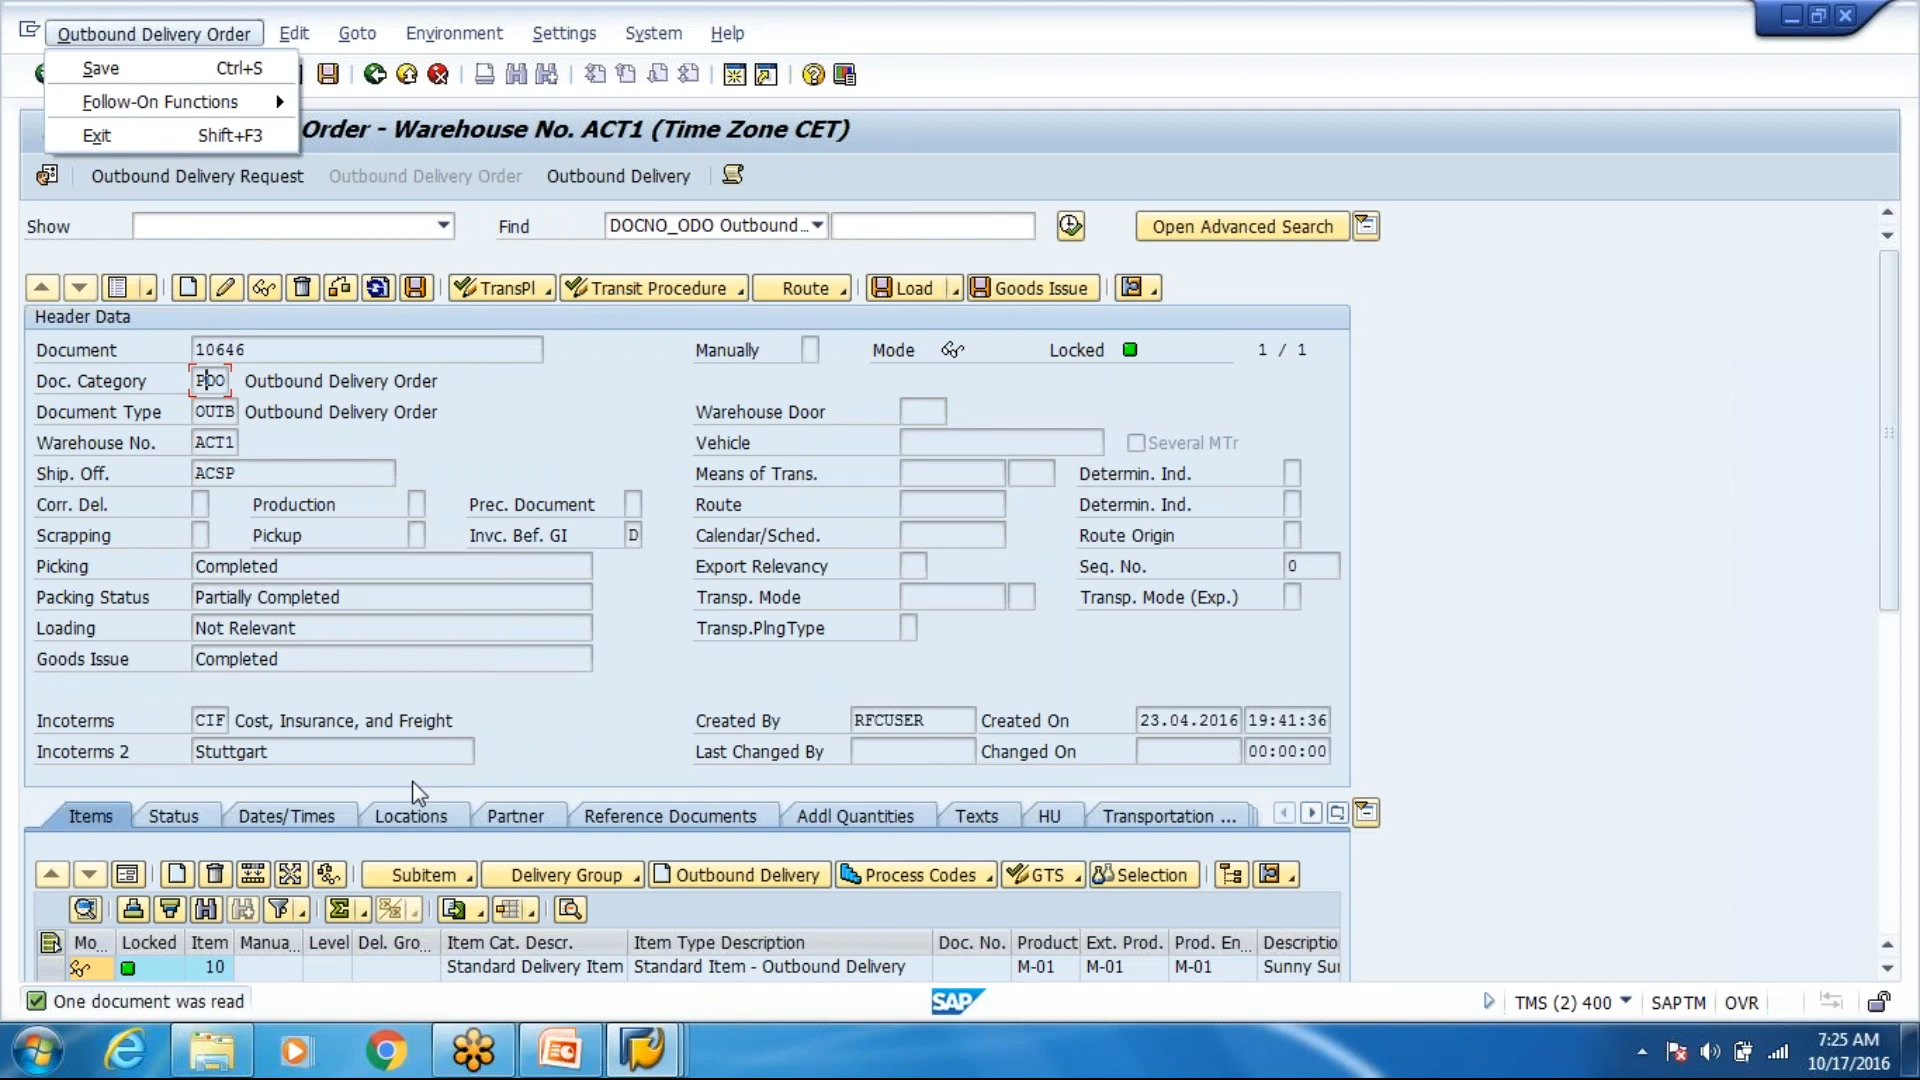 Outbound Delivery Order Edit Goto Environment Settings System Help
Save Ctrl+S
Follow-On Functions
Exit Shift+F3
Order - Warehouse No. ACT1 (Time Zone CET)
Outbound Delivery Request Outbound Delivery Order Outbound Delivery
Show Find DOCNO_ODO Outbound... Open Advanced Search
TransPl Transit Procedure Route Load Goods Issue
Header Data
Document 10646 Manually Mode Locked 1 / 1
Doc. Category PDO Outbound Delivery Order
Document Type OUTB Outbound Delivery Order Warehouse Door
Warehouse No. ACT1 Vehicle Several MTr
Ship. Off. ACSP Means of Trans. Determin. Ind.
Corr. Del. Production Prec. Document Route Determin. Ind.
Scrapping Pickup Invc. Bef. GI D Calendar/Sched. Route Origin
Picking Completed Export Relevancy Seq. No. 0
Packing Status Partially Completed Transp. Mode Transp. Mode (Exp.)
Loading Not Relevant Transp.PlngType
Goods Issue Completed
Incoterms CIF Cost, Insurance, and Freight Created By RFCUSER Created On 23.04.2016 19:41:36
Incoterms 2 Stuttgart Last Changed By Changed On 00:00:00
Items Status Dates/Times Locations Partner Reference Documents Addl Quantities Texts HU Transportation ...
Subitem Delivery Group Outbound Delivery Process Codes GTS Selection
Mo... Locked Item Manua... Level Del. Gro... Item Cat. Descr. Item Type Description Doc. No. Product Ext. Prod. Prod. En... Descriptio
10 Standard Delivery Item Standard Item - Outbound Delivery M-01 M-01 M-01 Sunny Su
One document was read SAP TMS (2) 400 SAPTM OVR
7:25 AM
10/17/2016